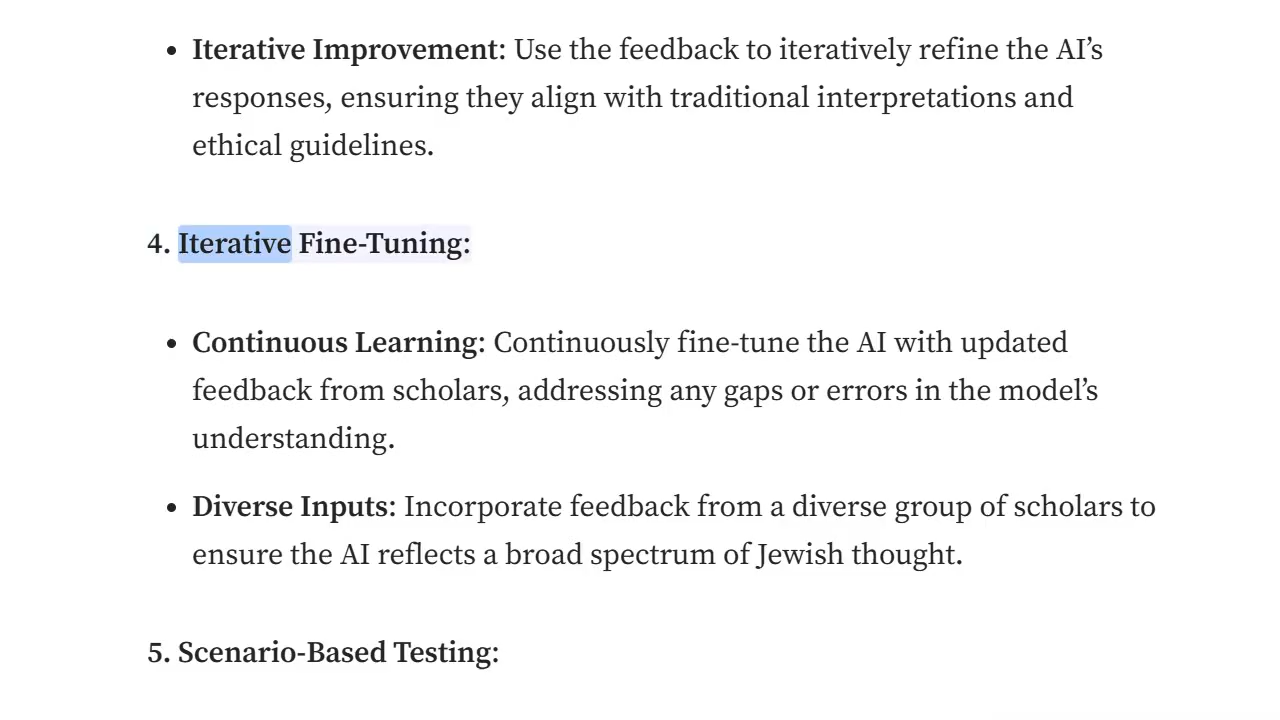 • Iterative Improvement: Use the feedback to iteratively refine the AI’s
responses, ensuring they align with traditional interpretations and
ethical guidelines.
4. Iterative Fine-Tuning:
• Continuous Learning: Continuously fine-tune the AI with updated
feedback from scholars, addressing any gaps or errors in the model’s
understanding.
• Diverse Inputs: Incorporate feedback from a diverse group of scholars to
ensure the AI reflects a broad spectrum of Jewish thought.
5. Scenario-Based Testing: